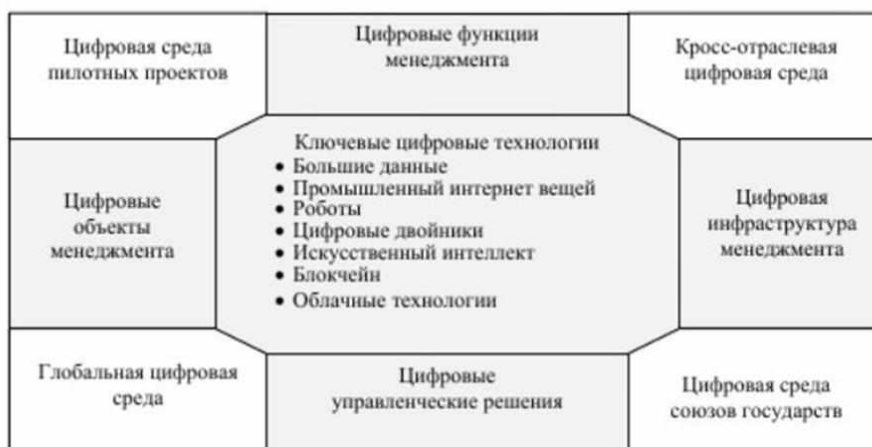 Цифровая среда
пилотных проектов
Цифровые функции
менеджмента
Кросс-отраслевая
цифровая среда
Цифровые
объекты
менеджмента
Ключевые цифровые технологии
• Большие данные
• Промышленный интернет вещей
• Роботы
• Цифровые двойники
• Искусственный интеллект
• Блокчейн
• Облачные технологии
Цифровая
инфраструктура
менеджмента
Глобальная цифровая
среда
Цифровые
управленческие решения
Цифровая среда
союзов государств